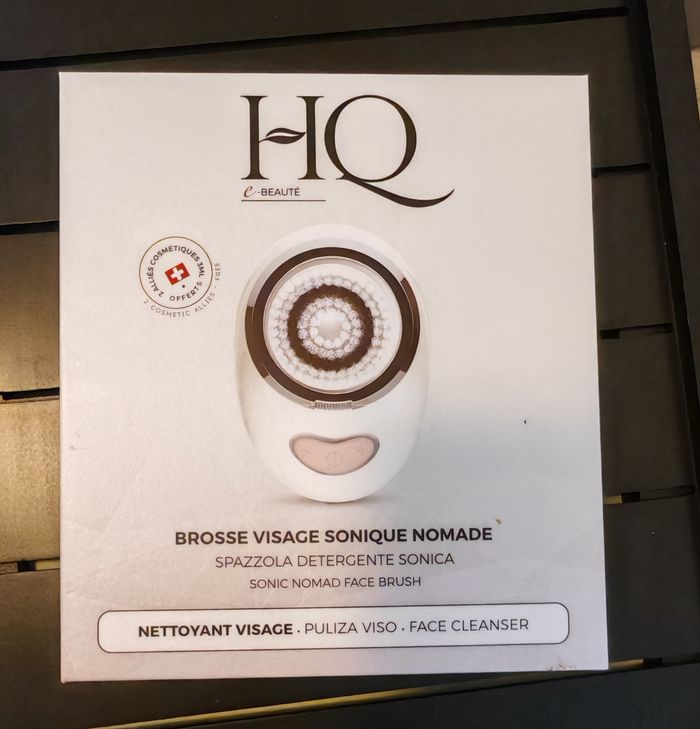 HQ
e-BEAUTÉ
2 ALLIÉS COSMÉTIQUES 3ML
• OFFERTS •
2 COSMETIC ALLIES - FREE
BROSSE VISAGE SONIQUE NOMADE
SPAZZOLA DETERGENTE SONICA
SONIC NOMAD FACE BRUSH
NETTOYANT VISAGE · PULIZA VISO · FACE CLEANSER